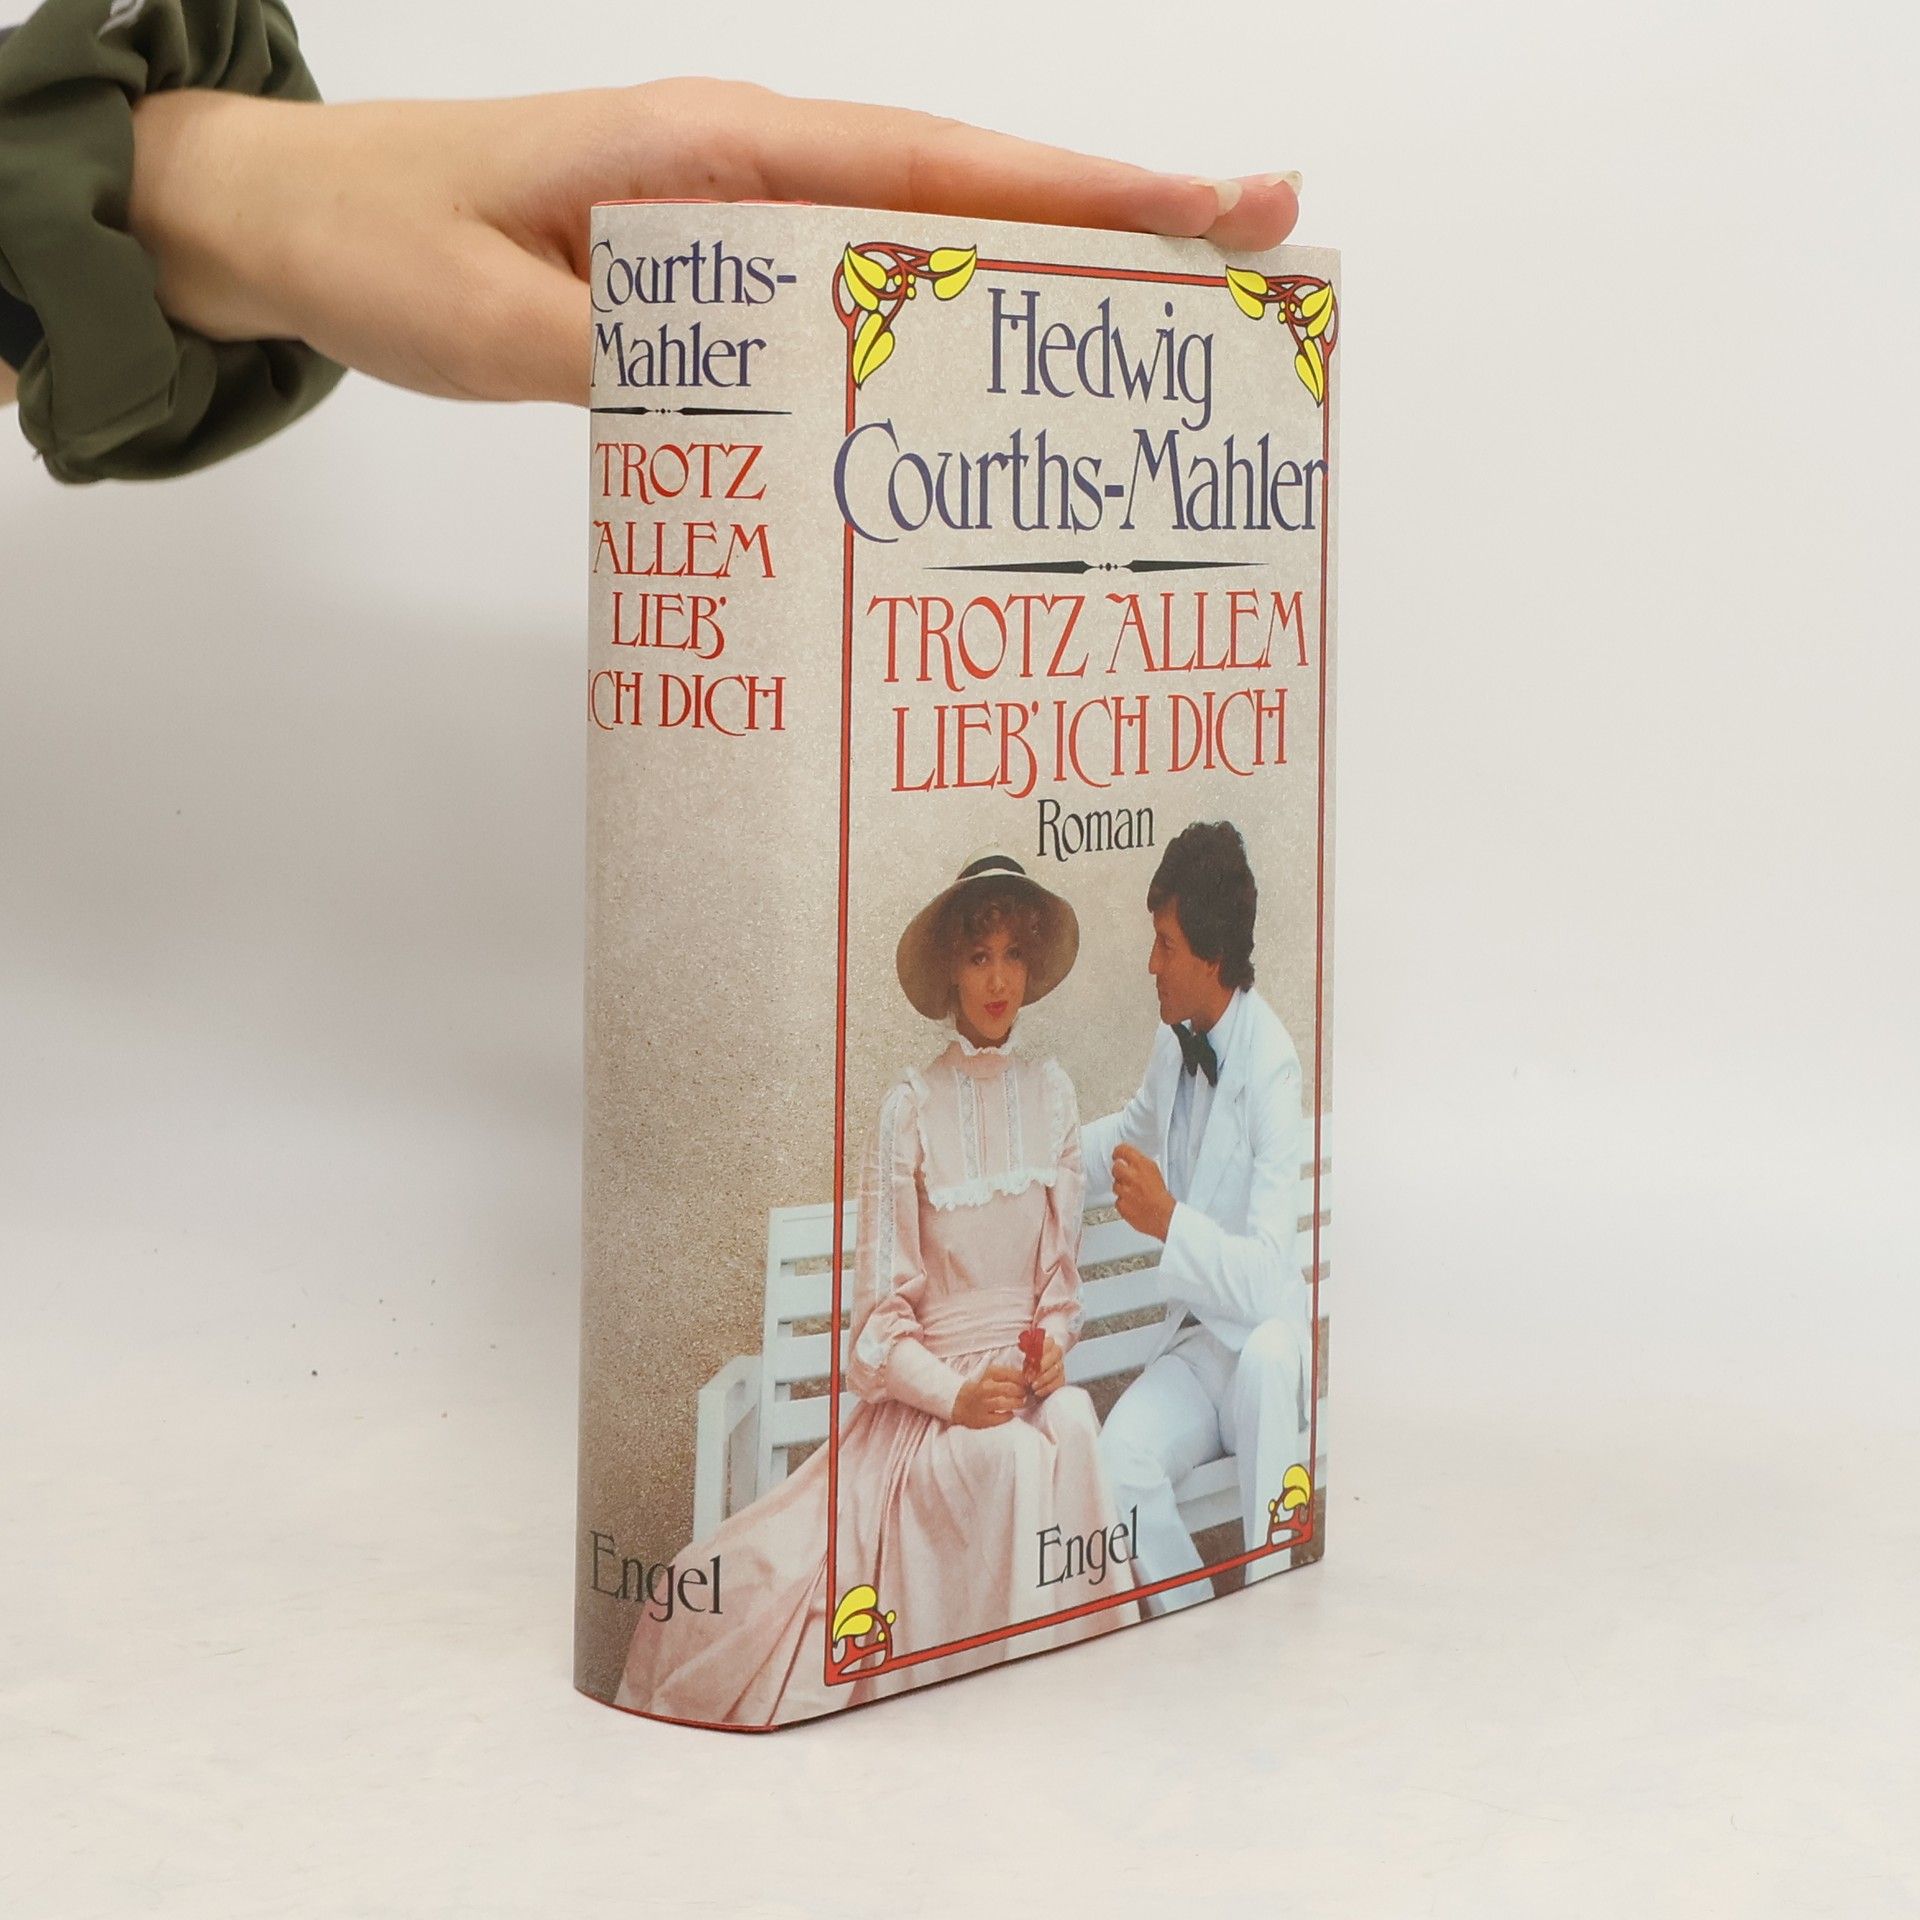 Courths-
Mahler
TROTZ
ALLEM
LIEB'
ICH DICH
Engel
Hedwig
Courths-Mahler
TROTZ ALLEM
LIEB' ICH DICH
Roman
Engel